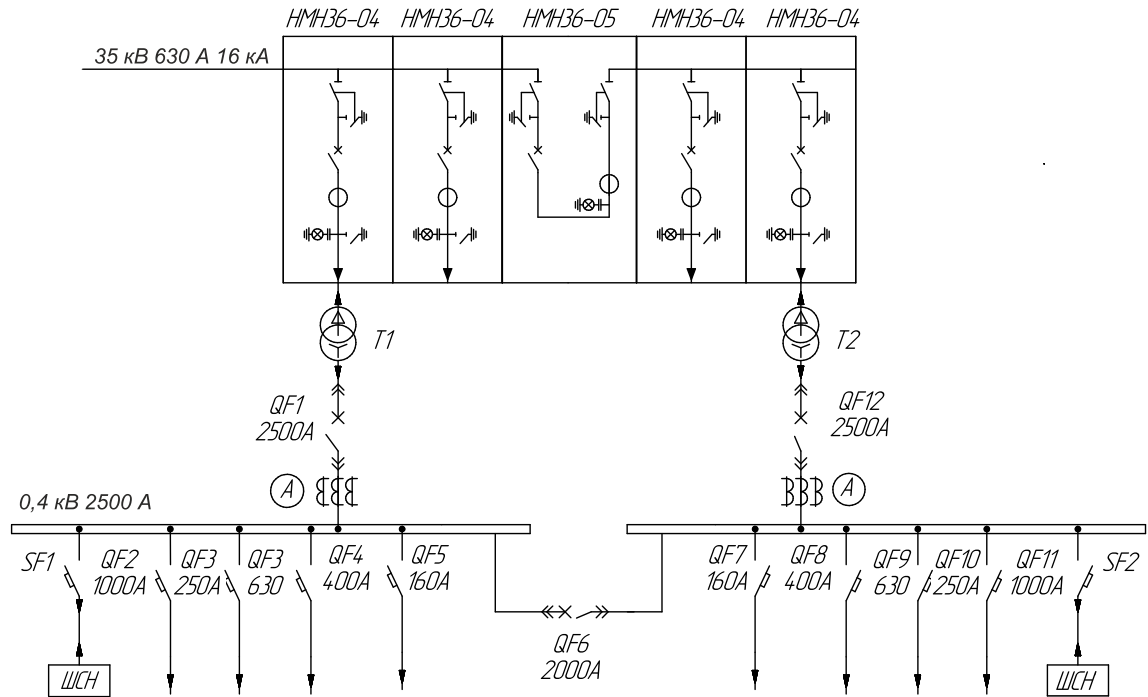 НМН36-04 НМН36-04 НМН36-05 НМН36-04 НМН36-04
35 кВ 630 А 16 кА
Т1
Т2
QF1
2500А
QF12
2500А
А
А
0,4 кВ 2500 А
SF1
QF2
1000А
QF3
250А
QF3
630
QF4
400А
QF5
160А
QF6
2000А
QF7
160А
QF8
400А
QF9
630
QF10
250А
QF11
1000А
SF2
ШСН
ШСН